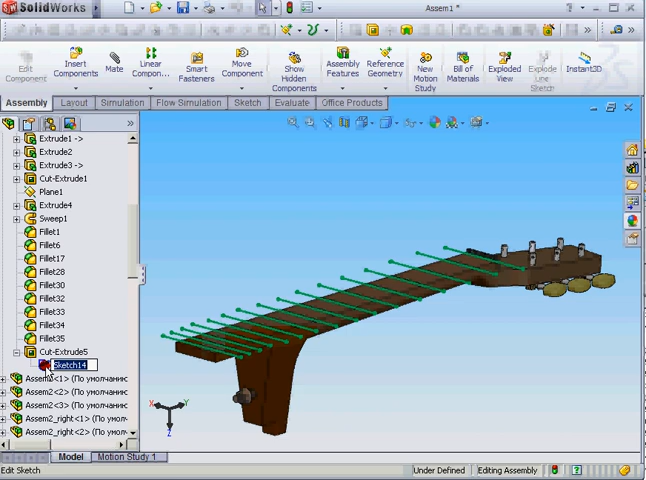 SolidWorks
Assem1 *
Edit Component
Insert Components
Mate
Linear Compon...
Smart Fasteners
Move Component
Show Hidden Components
Assembly Features
Reference Geometry
New Motion Study
Bill of Materials
Exploded View
Explode Line Sketch
Instant3D
Assembly Layout Simulation Flow Simulation Sketch Evaluate Office Products
Extrude1 ->
Extrude2
Extrude3 ->
Cut-Extrude1
Plane1
Extrude4
Sweep1
Fillet1
Fillet6
Fillet17
Fillet28
Fillet30
Fillet32
Fillet33
Fillet34
Fillet35
Cut-Extrude5
Sketch14
Assem2<1> (По умолчанию
Assem2<2> (По умолчанию
Assem2<3> (По умолчанию
Assem2_right<1> (По умолч
Assem2_right<2> (По умолч
X Y Z
Model Motion Study 1
Edit Sketch Under Defined Editing Assembly